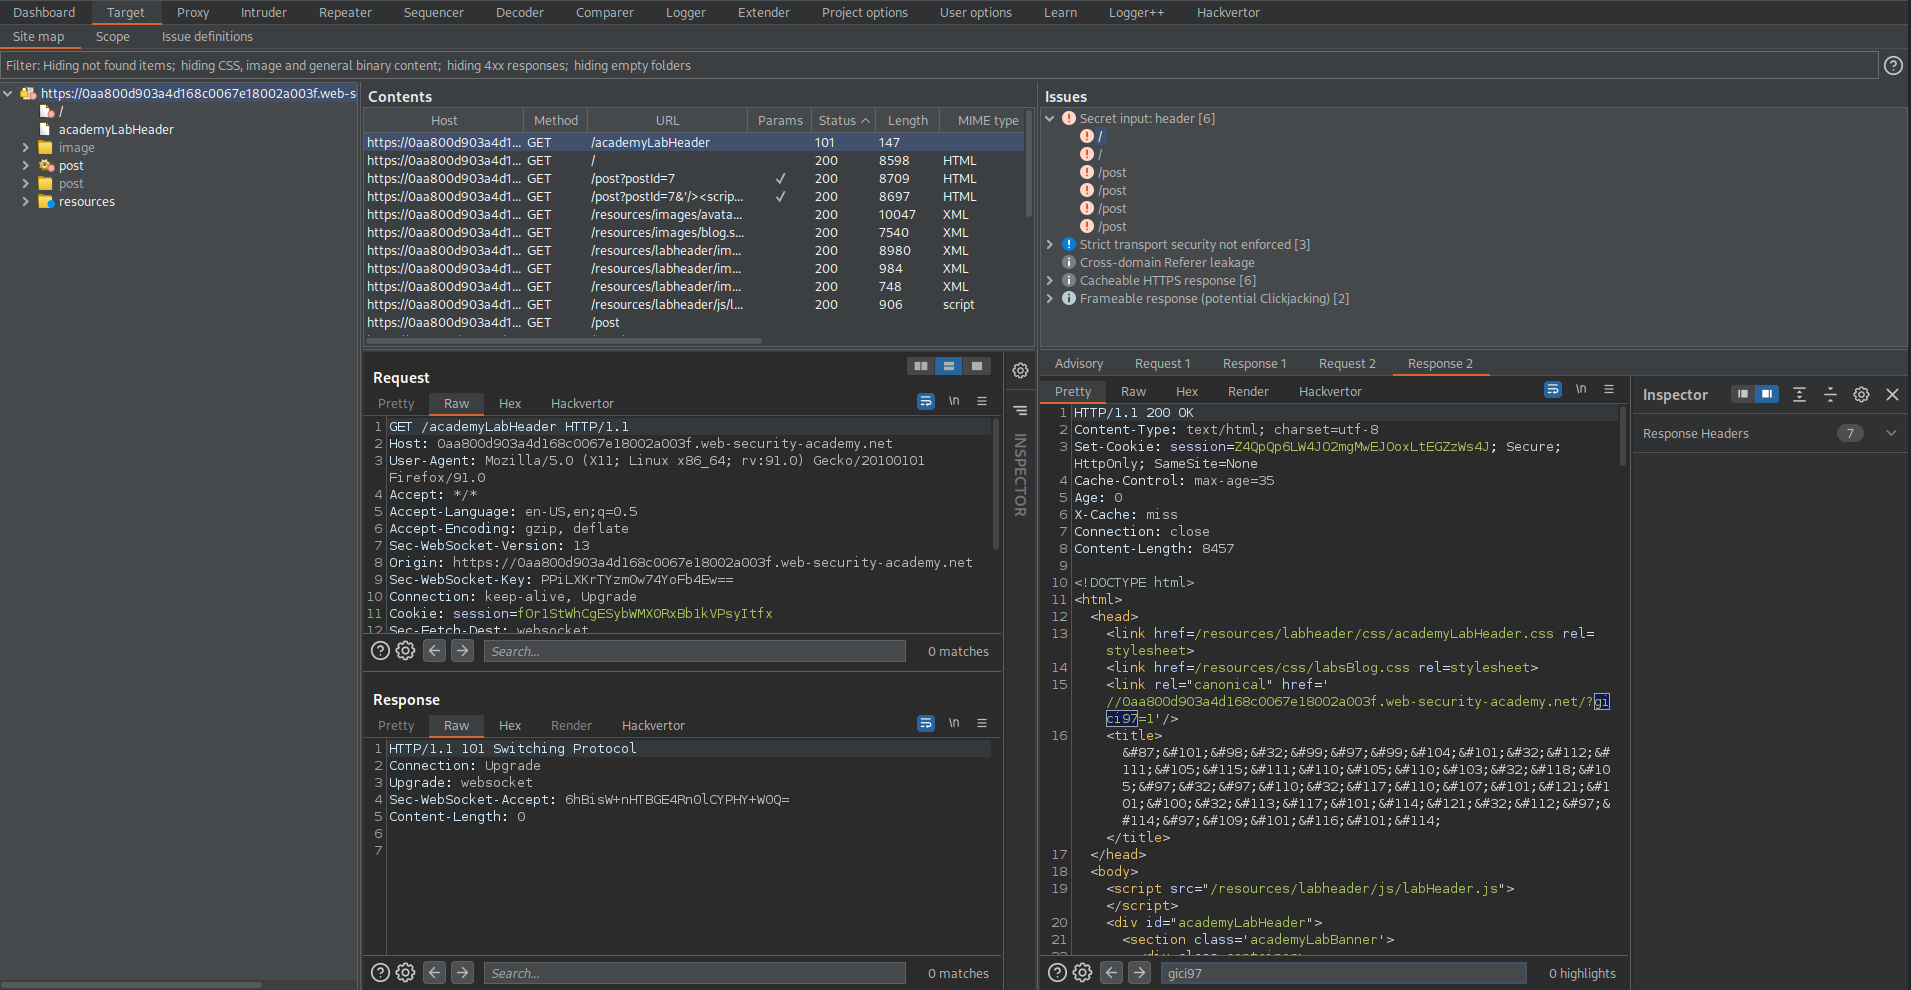 Dashboard Target Proxy Intruder Repeater Sequencer Decoder Comparer Logger Extender Project options User options Learn Logger++ Hackvertor
Site map Scope Issue definitions
Filter: Hiding not found items; hiding CSS, image and general binary content; hiding 4xx responses; hiding empty folders
https://0aa800d903a4d168c0067e18002a003f.web-s
/
academyLabHeader
image
post
post
resources
Contents
Host Method URL Params Status Length MIME type
https://0aa800d903a4d1... GET /academyLabHeader 101 147
https://0aa800d903a4d1... GET / 200 8598 HTML
https://0aa800d903a4d1... GET /post?postId=7 ✓ 200 8709 HTML
https://0aa800d903a4d1... GET /post?postId=7&'/><scrip... ✓ 200 8697 HTML
https://0aa800d903a4d1... GET /resources/images/avata... 200 10047 XML
https://0aa800d903a4d1... GET /resources/images/blog.s... 200 7540 XML
https://0aa800d903a4d1... GET /resources/labheader/im... 200 8980 XML
https://0aa800d903a4d1... GET /resources/labheader/im... 200 984 XML
https://0aa800d903a4d1... GET /resources/labheader/im... 200 748 XML
https://0aa800d903a4d1... GET /resources/labheader/js/l... 200 906 script
https://0aa800d903a4d1... GET /post
Issues
Secret input: header [6]
/
/
/post
/post
/post
/post
Strict transport security not enforced [3]
Cross-domain Referer leakage
Cacheable HTTPS response [6]
Frameable response (potential Clickjacking) [2]
Request
Pretty Raw Hex Hackvertor \n
1 GET /academyLabHeader HTTP/1.1
2 Host: 0aa800d903a4d168c0067e18002a003f.web-security-academy.net
3 User-Agent: Mozilla/5.0 (X11; Linux x86_64; rv:91.0) Gecko/20100101
Firefox/91.0
4 Accept: */*
5 Accept-Language: en-US,en;q=0.5
6 Accept-Encoding: gzip, deflate
7 Sec-WebSocket-Version: 13
8 Origin: https://0aa800d903a4d168c0067e18002a003f.web-security-academy.net
9 Sec-WebSocket-Key: PPiLXKrTYzmOw74YoFb4Ew==
10 Connection: keep-alive, Upgrade
11 Cookie: session=fOr1StWhCgESybWMXORxBb1kVPsyItfx
12 Sec-Fetch-Dest: websocket
Search... 0 matches
INSPECTOR
Response
Pretty Raw Hex Render Hackvertor \n
1 HTTP/1.1 101 Switching Protocol
2 Connection: Upgrade
3 Upgrade: websocket
4 Sec-WebSocket-Accept: 6hBisW+nHTBGE4RnOlCYPHY+WOQ=
5 Content-Length: 0
6
7
Search... 0 matches
Advisory Request 1 Response 1 Request 2 Response 2
Pretty Raw Hex Render Hackvertor \n
1 HTTP/1.1 200 OK
2 Content-Type: text/html; charset=utf-8
3 Set-Cookie: session=Z4QpQp6LW4JO2mgMwEJOoxLtEGZzWs4J; Secure;
HttpOnly; SameSite=None
4 Cache-Control: max-age=35
5 Age: 0
6 X-Cache: miss
7 Connection: close
8 Content-Length: 8457
9
10 <!DOCTYPE html>
11 <html>
12 <head>
13 <link href=/resources/labheader/css/academyLabHeader.css rel=
stylesheet>
14 <link href=/resources/css/labsBlog.css rel=stylesheet>
15 <link rel="canonical" href='
//0aa800d903a4d168c0067e18002a003f.web-security-academy.net/?gi
ci97=1'/>
16 <title>
&#87;&#101;&#98;&#32;&#99;&#97;&#99;&#104;&#101;&#32;&#112;&#
111;&#105;&#115;&#111;&#110;&#105;&#110;&#103;&#32;&#118;&#10
5;&#97;&#32;&#97;&#110;&#32;&#117;&#110;&#107;&#101;&#121;&#1
01;&#100;&#32;&#113;&#117;&#101;&#114;&#121;&#32;&#112;&#97;&
#114;&#97;&#109;&#101;&#116;&#101;&#114;
</title>
17 </head>
18 <body>
19 <script src="/resources/labheader/js/labHeader.js">
</script>
20 <div id="academyLabHeader">
21 <section class='academyLabBanner'>
22 <div class=container>
gici97 0 highlights
Inspector
Response Headers 7